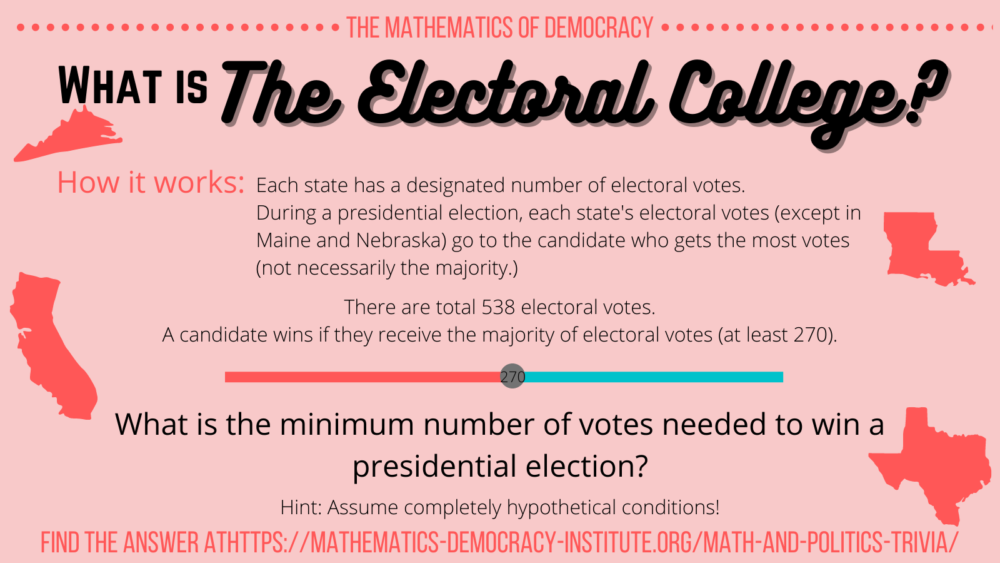 THE MATHEMATICS OF DEMOCRACY
WHAT IS The Electoral College?
How it works: Each state has a designated number of electoral votes.
During a presidential election, each state's electoral votes (except in
Maine and Nebraska) go to the candidate who gets the most votes
(not necessarily the majority.)
There are total 538 electoral votes.
A candidate wins if they receive the majority of electoral votes (at least 270).
270
What is the minimum number of votes needed to win a
presidential election?
Hint: Assume completely hypothetical conditions!
FIND THE ANSWER ATHTTPS://MATHEMATICS-DEMOCRACY-INSTITUTE.ORG/MATH-AND-POLITICS-TRIVIA/